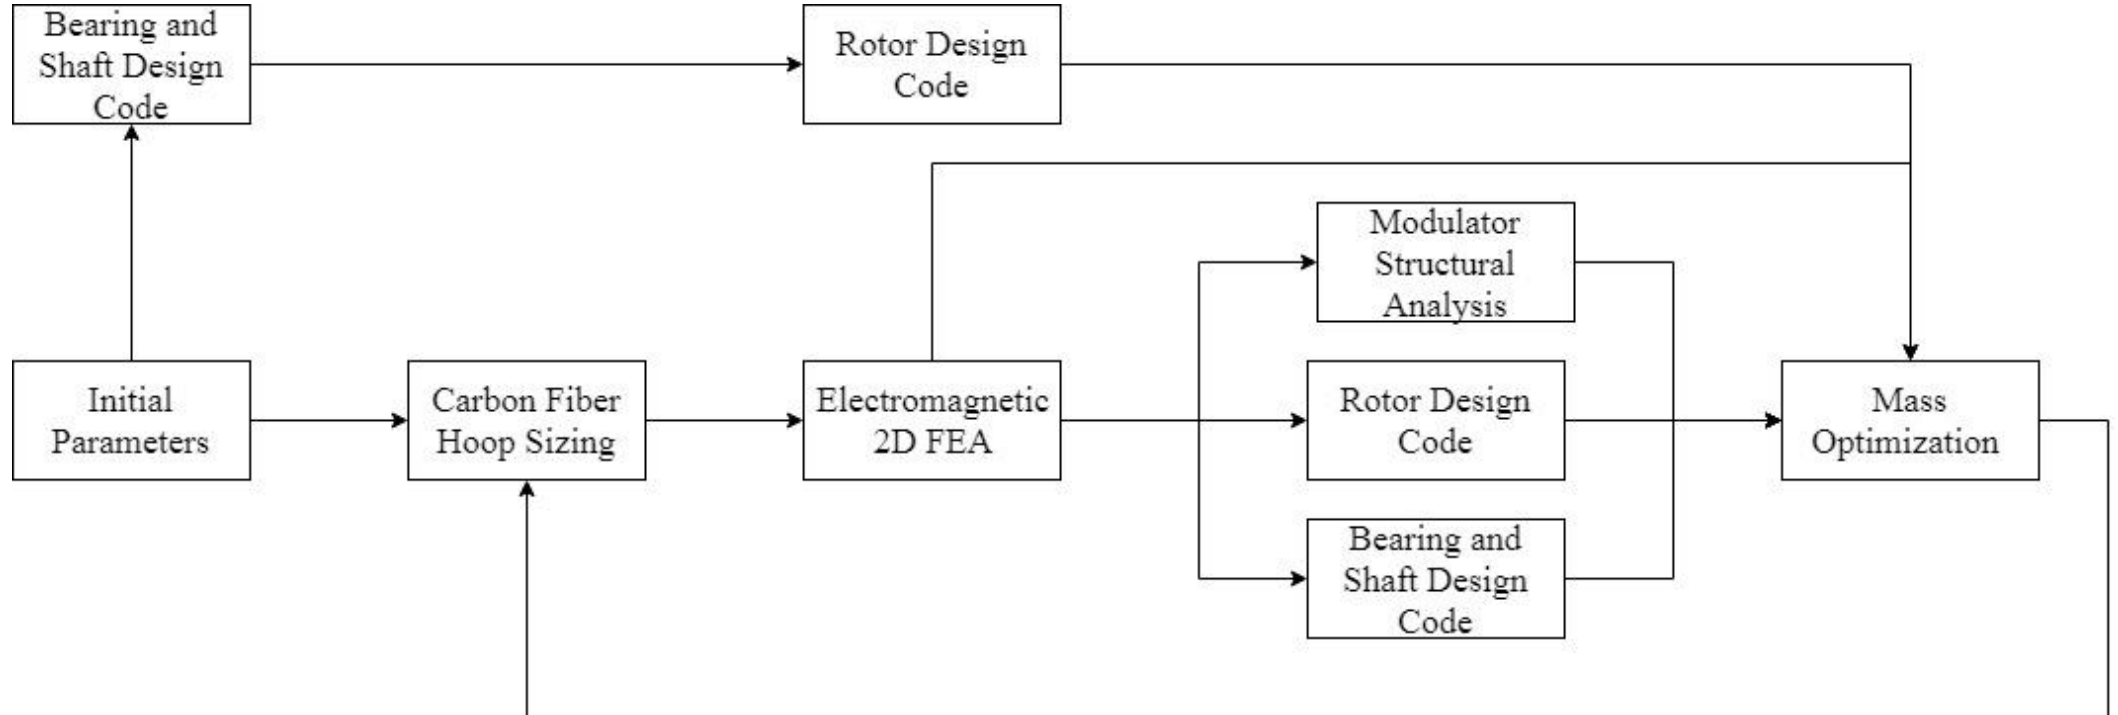 Bearing and
Shaft Design
Code
Rotor Design
Code
Modulator
Structural
Analysis
Initial
Parameters
Carbon Fiber
Hoop Sizing
Electromagnetic
2D FEA
Rotor Design
Code
Mass
Optimization
Bearing and
Shaft Design
Code